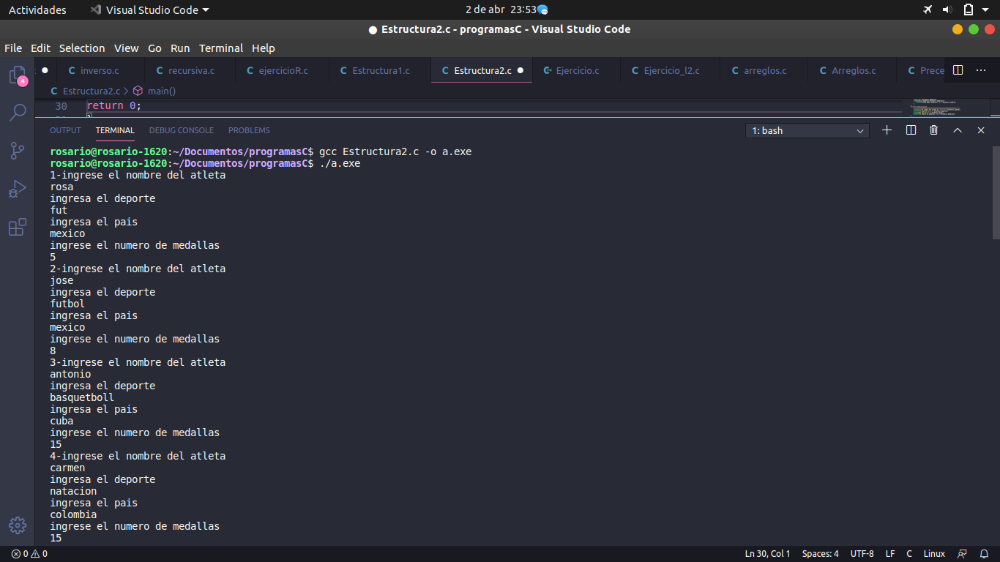 Actividades Visual Studio Code 2 de abr 23:53
Estructura2.c - programasC - Visual Studio Code
File Edit Selection View Go Run Terminal Help
inverso.c recursiva.c ejercicioR.c Estructura1.c Estructura2.c Ejercicio.c Ejercicio_l2.c arreglos.c Arreglos.c Prece
C Estructura2.c > main()
30 return 0;
4
OUTPUT TERMINAL DEBUG CONSOLE PROBLEMS 1: bash
rosario@rosario-1620:~/Documentos/programasC$ gcc Estructura2.c -o a.exe
rosario@rosario-1620:~/Documentos/programasC$ ./a.exe
1-ingrese el nombre del atleta
rosa
ingresa el deporte
fut
ingresa el pais
mexico
ingrese el numero de medallas
5
2-ingrese el nombre del atleta
jose
ingresa el deporte
futbol
ingresa el pais
mexico
ingrese el numero de medallas
8
3-ingrese el nombre del atleta
antonio
ingresa el deporte
basquetboll
ingresa el pais
cuba
ingrese el numero de medallas
15
4-ingrese el nombre del atleta
carmen
ingresa el deporte
natacion
ingresa el pais
colombia
ingrese el numero de medallas
15
0 0 Ln 30, Col 1 Spaces: 4 UTF-8 LF C Linux